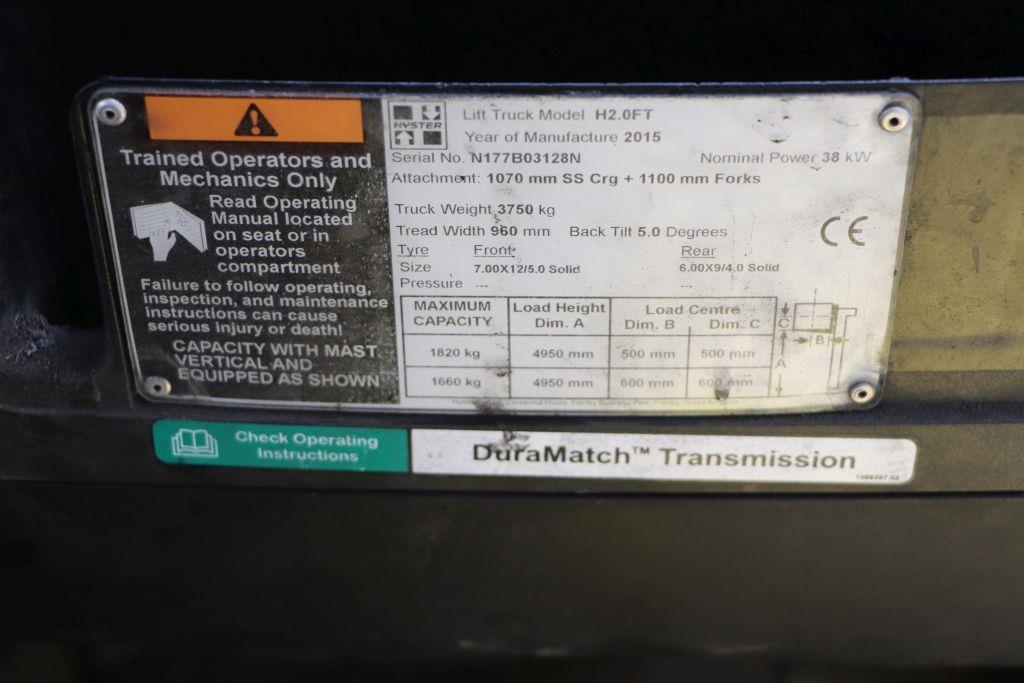 Trained Operators and
Mechanics Only
Read Operating
Manual located
on seat or in
operators
compartment
Failure to follow operating,
inspection, and maintenance
instructions can cause
serious injury or death!
CAPACITY WITH MAST
VERTICAL AND
EQUIPPED AS SHOWN
HYSTER
Lift Truck Model H2.0FT
Year of Manufacture 2015
Serial No. N177B03128N Nominal Power 38 kW
Attachment: 1070 mm SS Crg + 1100 mm Forks
Truck Weight 3750 kg
Tread Width 960 mm Back Tilt 5.0 Degrees
CE
Tyre Front Rear
Size 7.00X12/5.0 Solid 6.00X9/4.0 Solid
Pressure --- ---
MAXIMUM CAPACITY Load Height Dim. A Load Centre Dim. B Dim. C
1820 kg 4950 mm 500 mm 500 mm
1660 kg 4950 mm 600 mm 600 mm
C
B
A
Check Operating
Instructions
DuraMatch™ Transmission